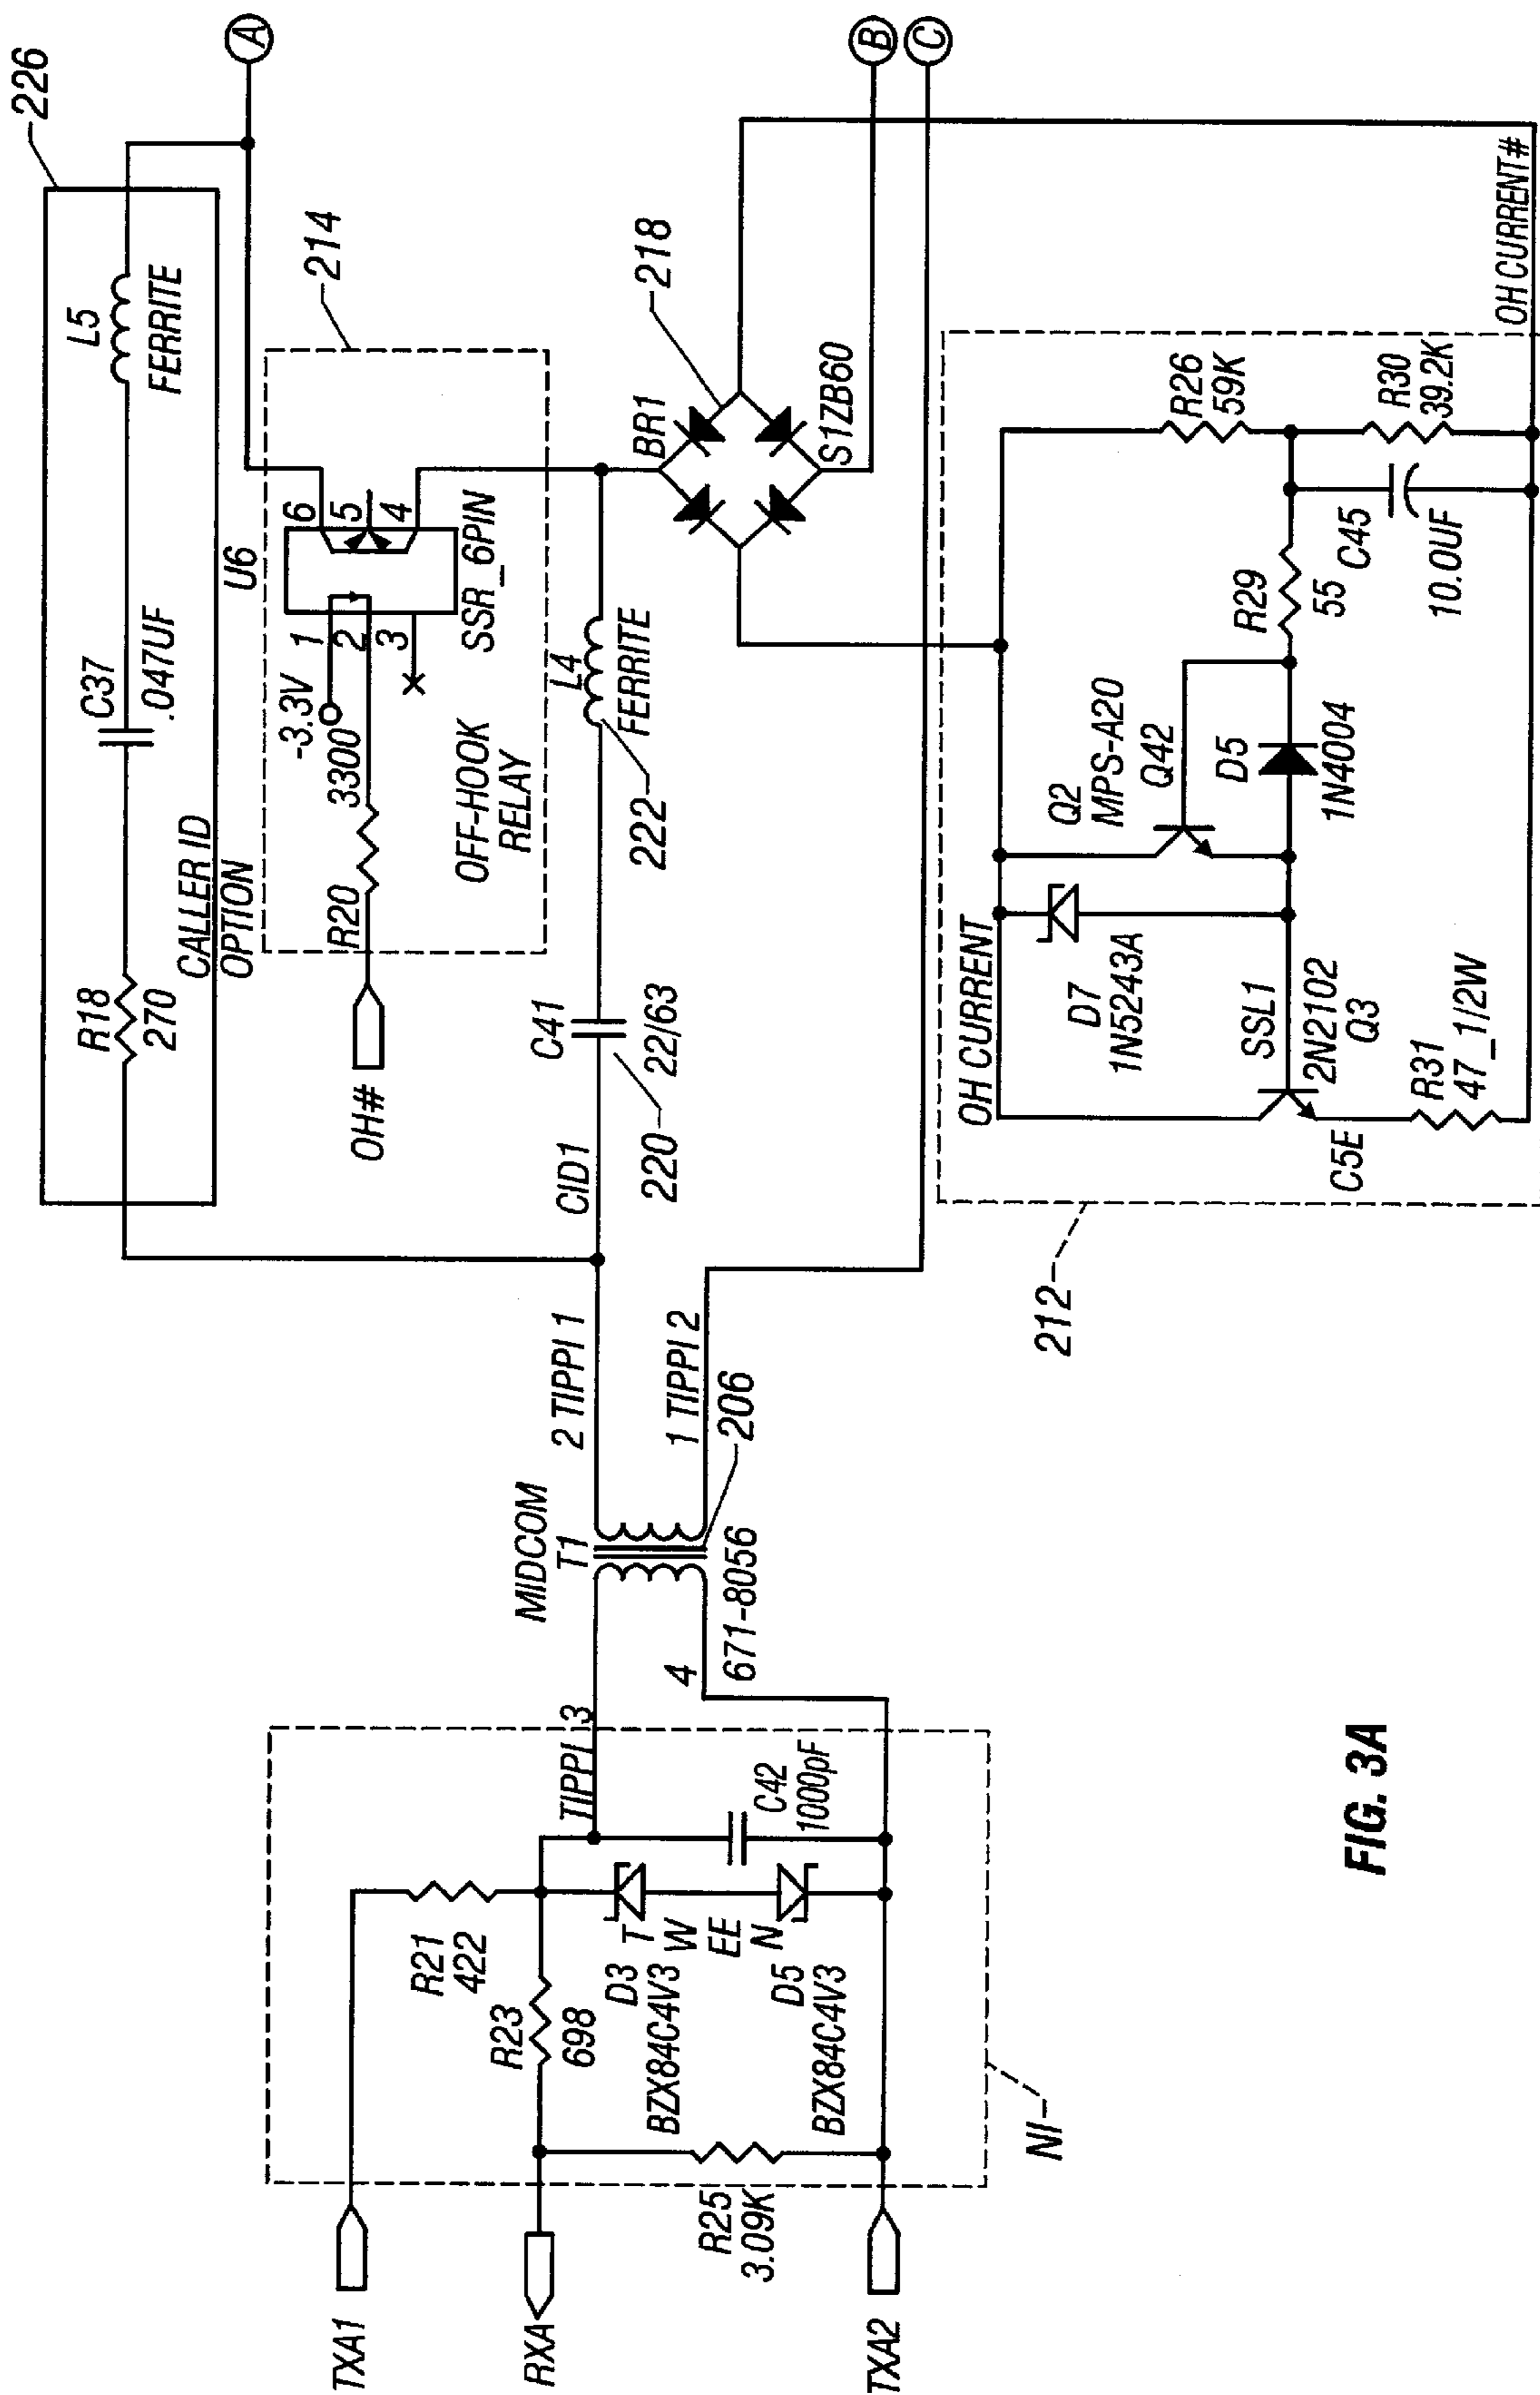 226
A
L5
FERRITE
C37
.047UF
R18
270
CALLER ID
OPTION
214
U6
1
2
3
6
5
4
SSR_6PIN
-3.3V
3300
R20
OFF-HOOK
RELAY
OH#
B
C
218
BR1
S1ZB60
L4
FERRITE
222
C41
22/63
220
CID1
2 TIPPI 1
1 TIPPI 2
206
MIDCOM
T1
671-8056
TIPPI_3
4
C42
1000pF
R21
422
R23
698
T
W
EE
N
D3
BZX84C4V3
D5
BZX84C4V3
R25
3.09K
TXA1
RXA
TXA2
NI
212
OH CURRENT
OH CURRENT#
R26
59K
R30
39.2K
C45
10.0UF
R29
55
Q2
MPS-A20
Q42
D5
1N4004
D7
1N5243A
SSL1
2N2102
Q3
R31
47_1/2W
C5E
FIG. 3A